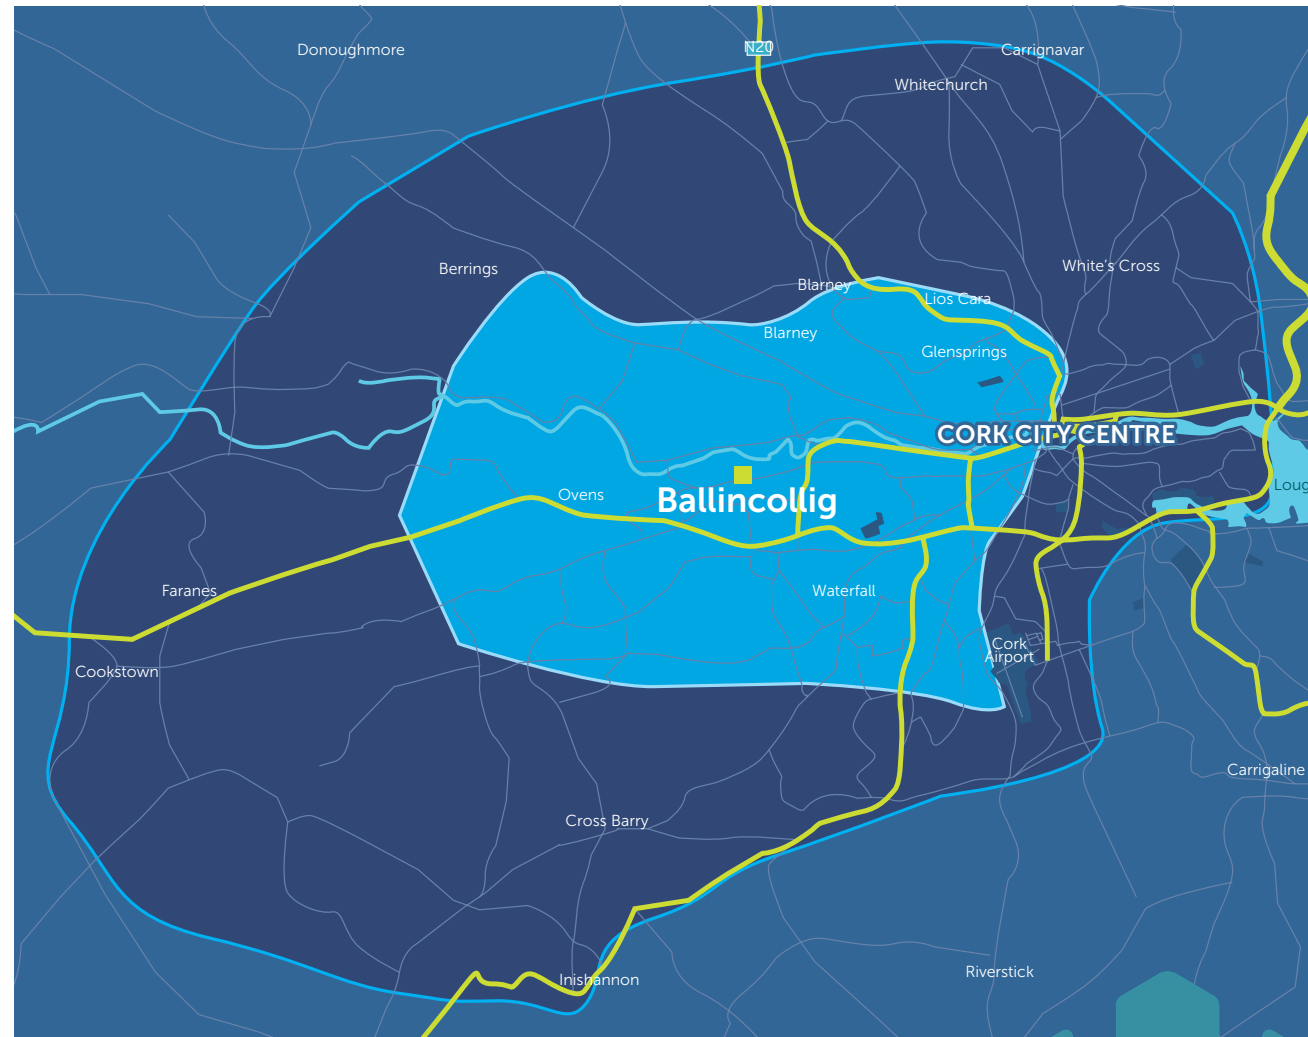 Donoughmore
N20
Carrignavar
Whitechurch
Berrings
White's Cross
Blarney
Lios Cara
Blarney
Glensprings
CORK CITY CENTRE
Loug
Ovens
Ballincollig
Faranes
Waterfall
Cork
Airport
Cookstown
Carrigaline
Cross Barry
Riverstick
Inishannon